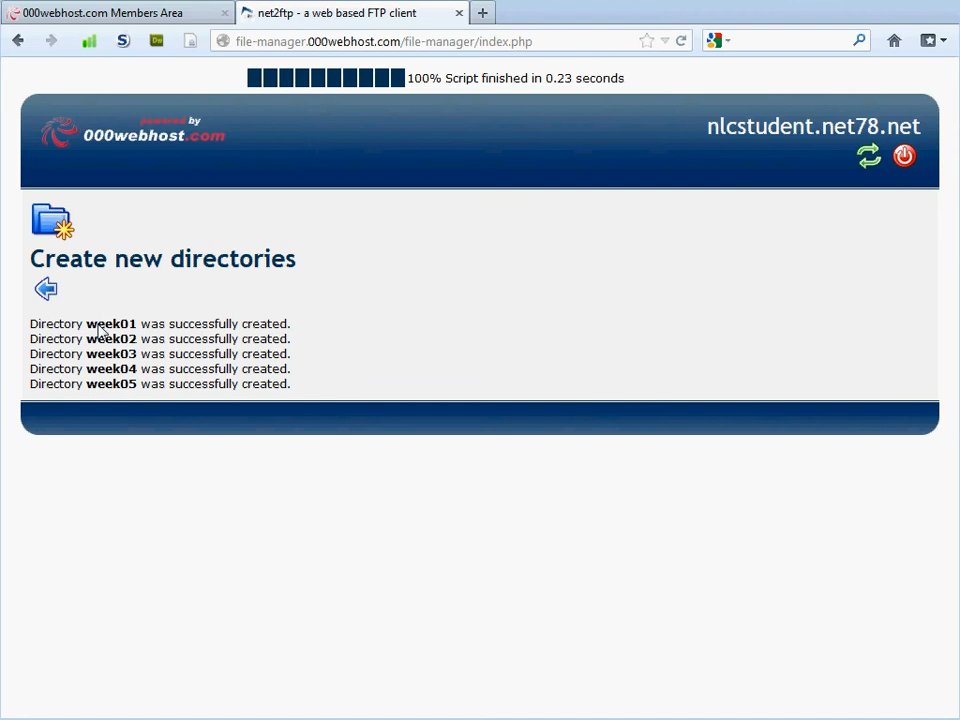 000webhost.com Members Area
net2ftp - a web based FTP client
file-manager.000webhost.com/file-manager/index.php
100% Script finished in 0.23 seconds
powered by
000webhost.com
nlcstudent.net78.net
Create new directories
Directory week01 was successfully created.
Directory week02 was successfully created.
Directory week03 was successfully created.
Directory week04 was successfully created.
Directory week05 was successfully created.